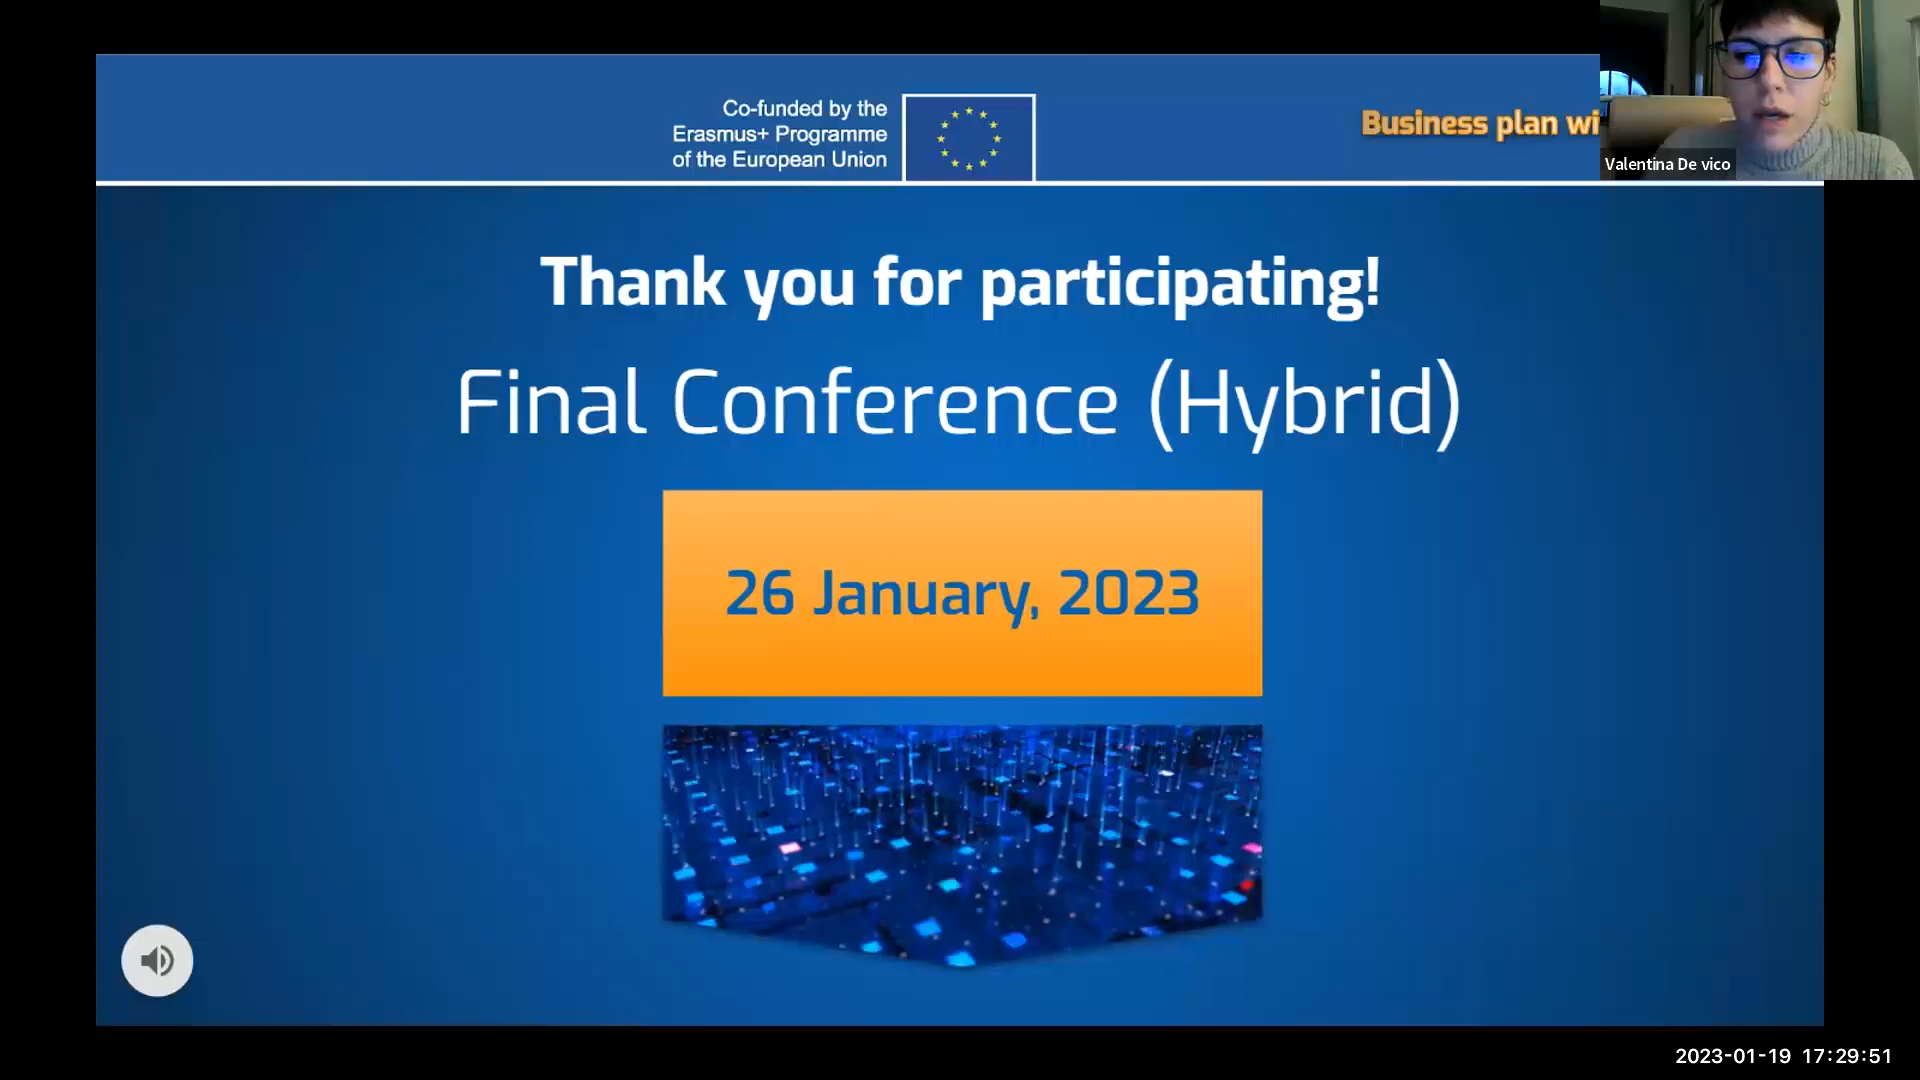 Co-funded by the
Erasmus+ Programme
of the European Union
Business plan wi
Valentina De vico
Thank you for participating!
Final Conference (Hybrid)
26 January, 2023
2023-01-19 17:29:51